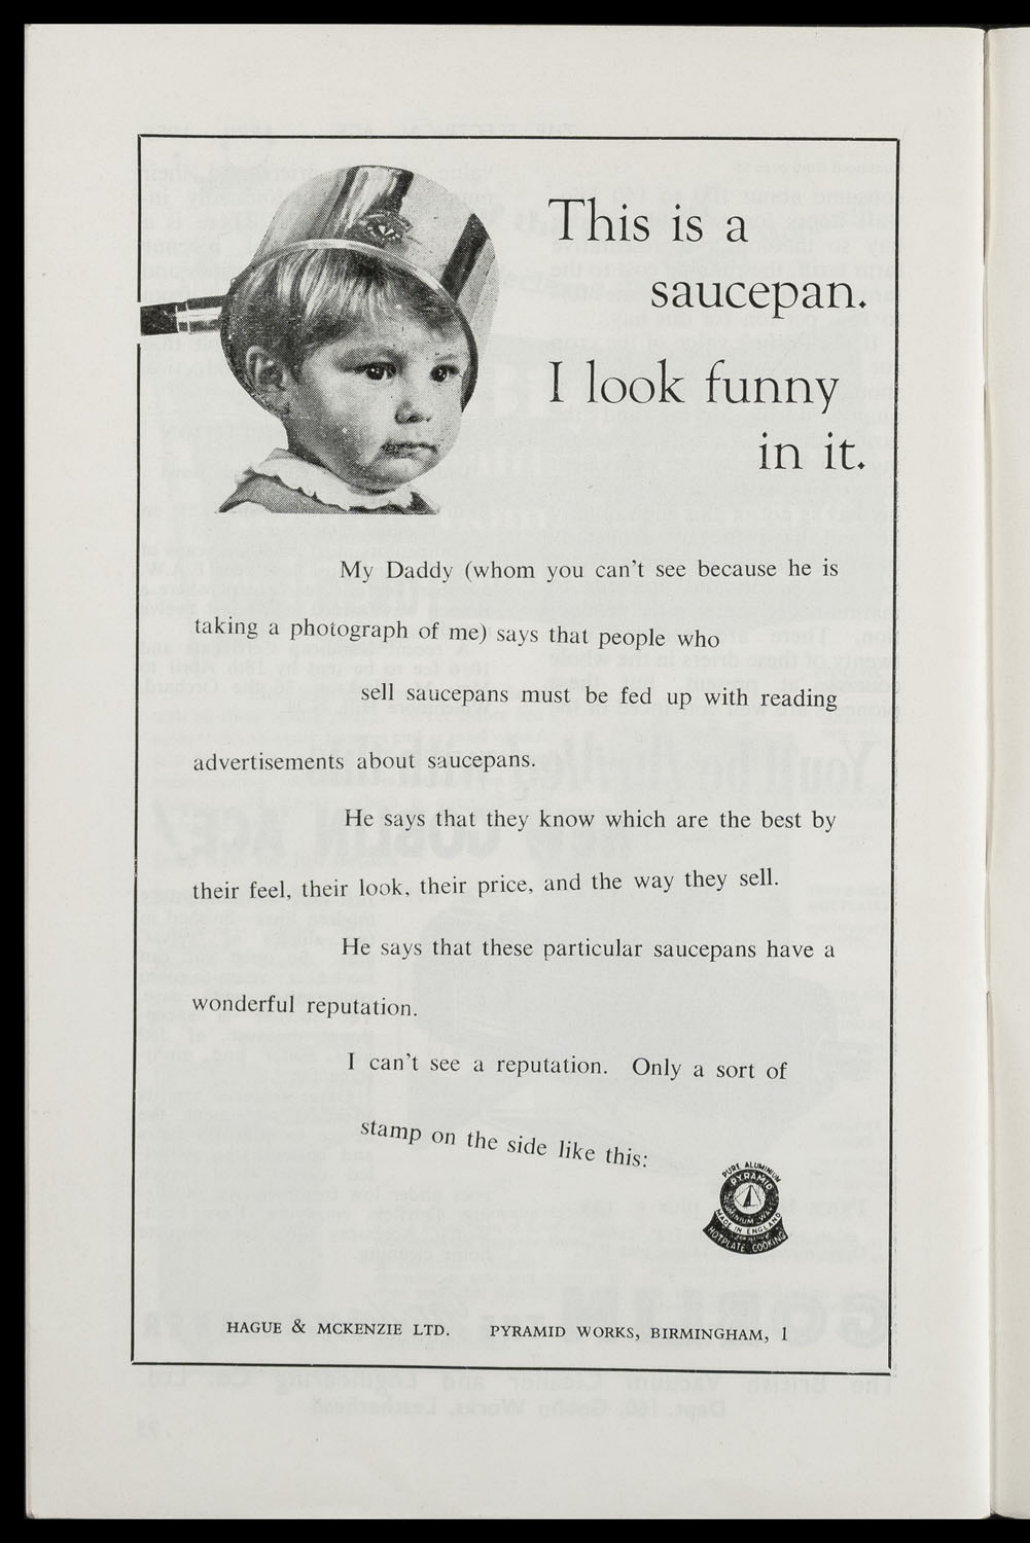 This is a
saucepan.
I look funny
in it.
My Daddy (whom you can't see because he is
taking a photograph of me) says that people who
sell saucepans must be fed up with reading
advertisements about saucepans.
He says that they know which are the best by
their feel, their look, their price, and the way they sell.
He says that these particular saucepans have a
wonderful reputation.
I can't see a reputation. Only a sort of
stamp on the side like this:
PURE ALUMINIUM
PYRAMID
MADE IN ENGLAND
HOTPLATE COOKING
HAGUE & MCKENZIE LTD. PYRAMID WORKS, BIRMINGHAM, 1